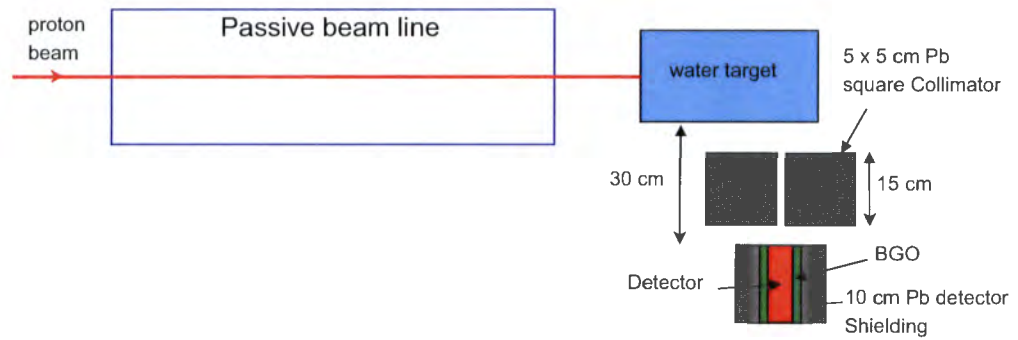 proton
beam
Passive beam line
water target
5 x 5 cm Pb
square Collimator
30 cm
15 cm
Detector
BGO
10 cm Pb detector
Shielding